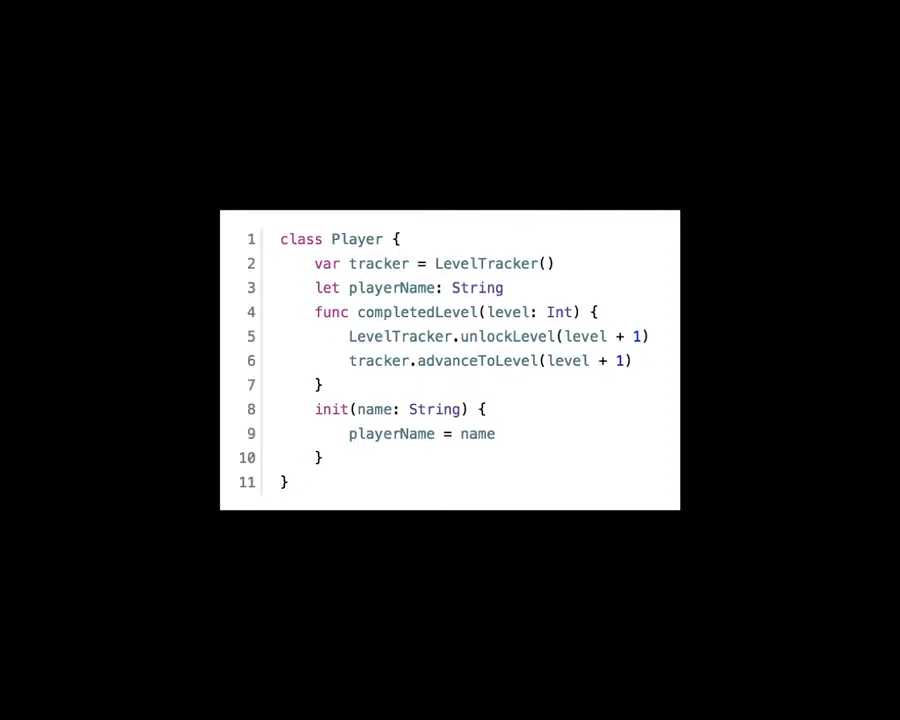 1 class Player {
2     var tracker = LevelTracker()
3     let playerName: String
4     func completedLevel(level: Int) {
5         LevelTracker.unlockLevel(level + 1)
6         tracker.advanceToLevel(level + 1)
7     }
8     init(name: String) {
9         playerName = name
10     }
11 }